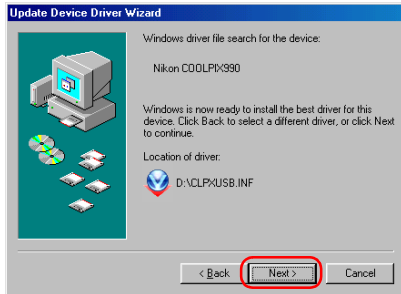 Update Device Driver Wizard
Windows driver file search for the device:
Nikon COOLPIX990
Windows is now ready to install the best driver for this
device. Click Back to select a different driver, or click Next
to continue.
Location of driver:
D:\CLPXUSB.INF
< Back
Next >
Cancel